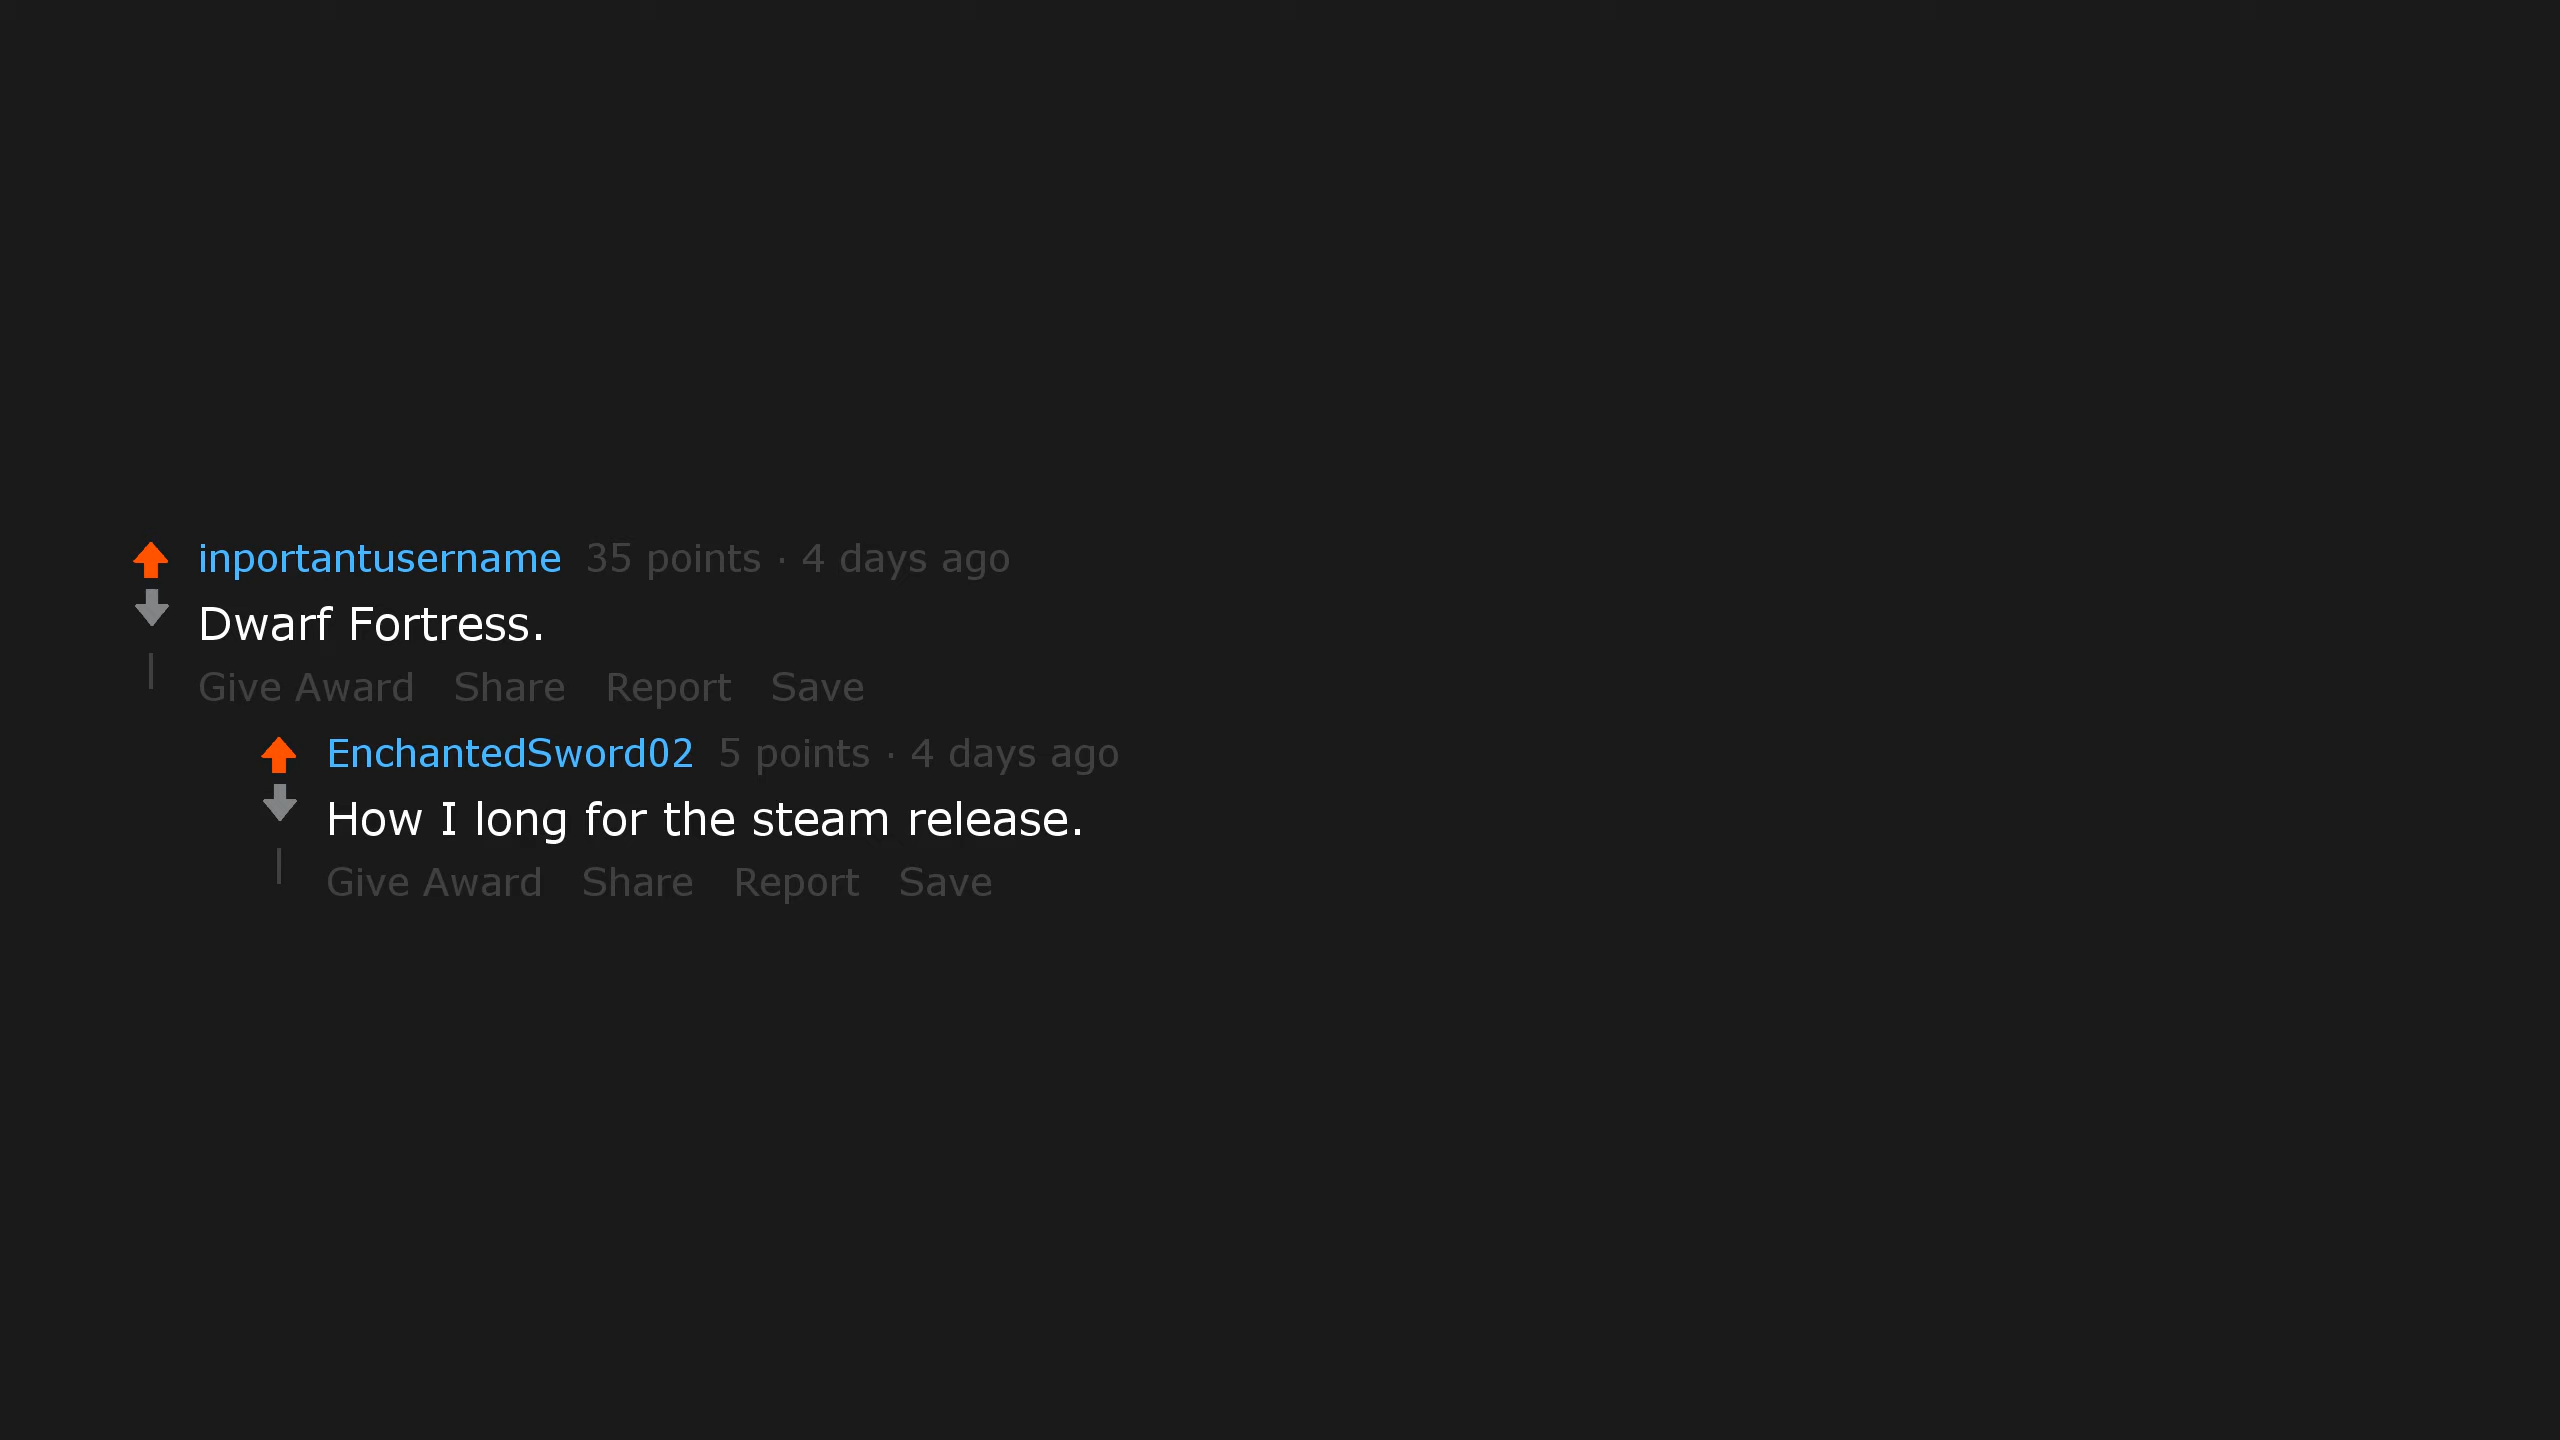 inportantusername 35 points · 4 days ago
Dwarf Fortress.
Give Award Share Report Save
EnchantedSword02 5 points · 4 days ago
How I long for the steam release.
Give Award Share Report Save